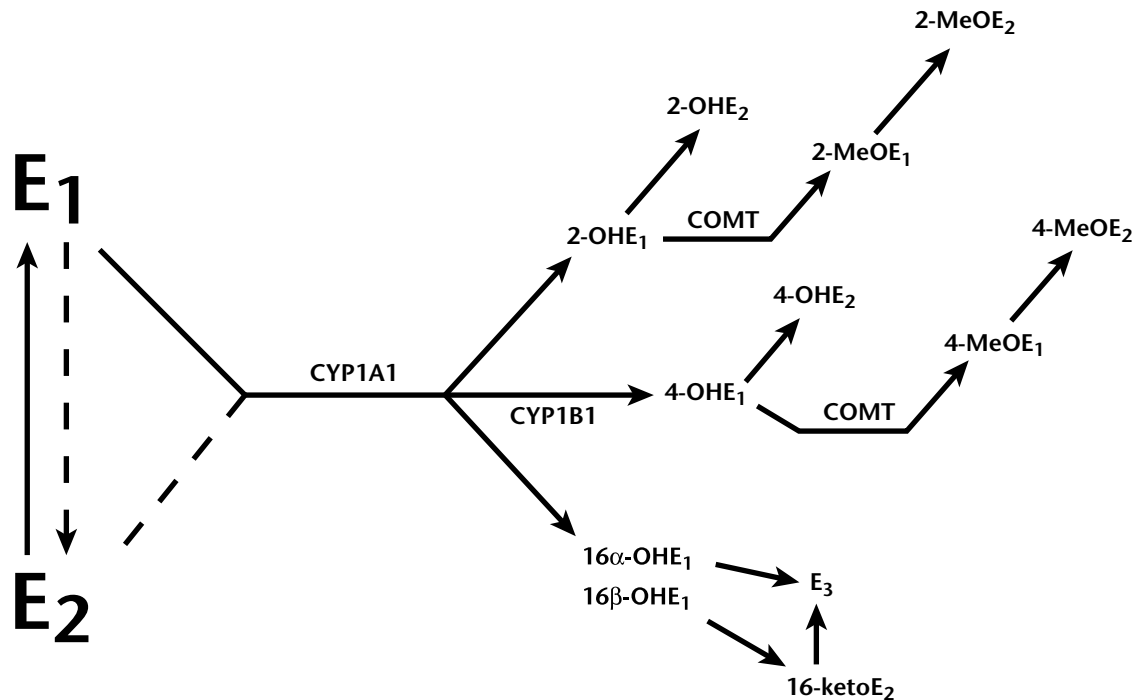 2-MeOE₂
2-OHE₂
2-MeOE₁
E₁
COMT
2-OHE₁
4-MeOE₂
4-OHE₂
4-MeOE₁
CYP1A1
4-OHE₁
CYP1B1
COMT
16α-OHE₁
E₃
16β-OHE₁
E₂
16-ketoE₂